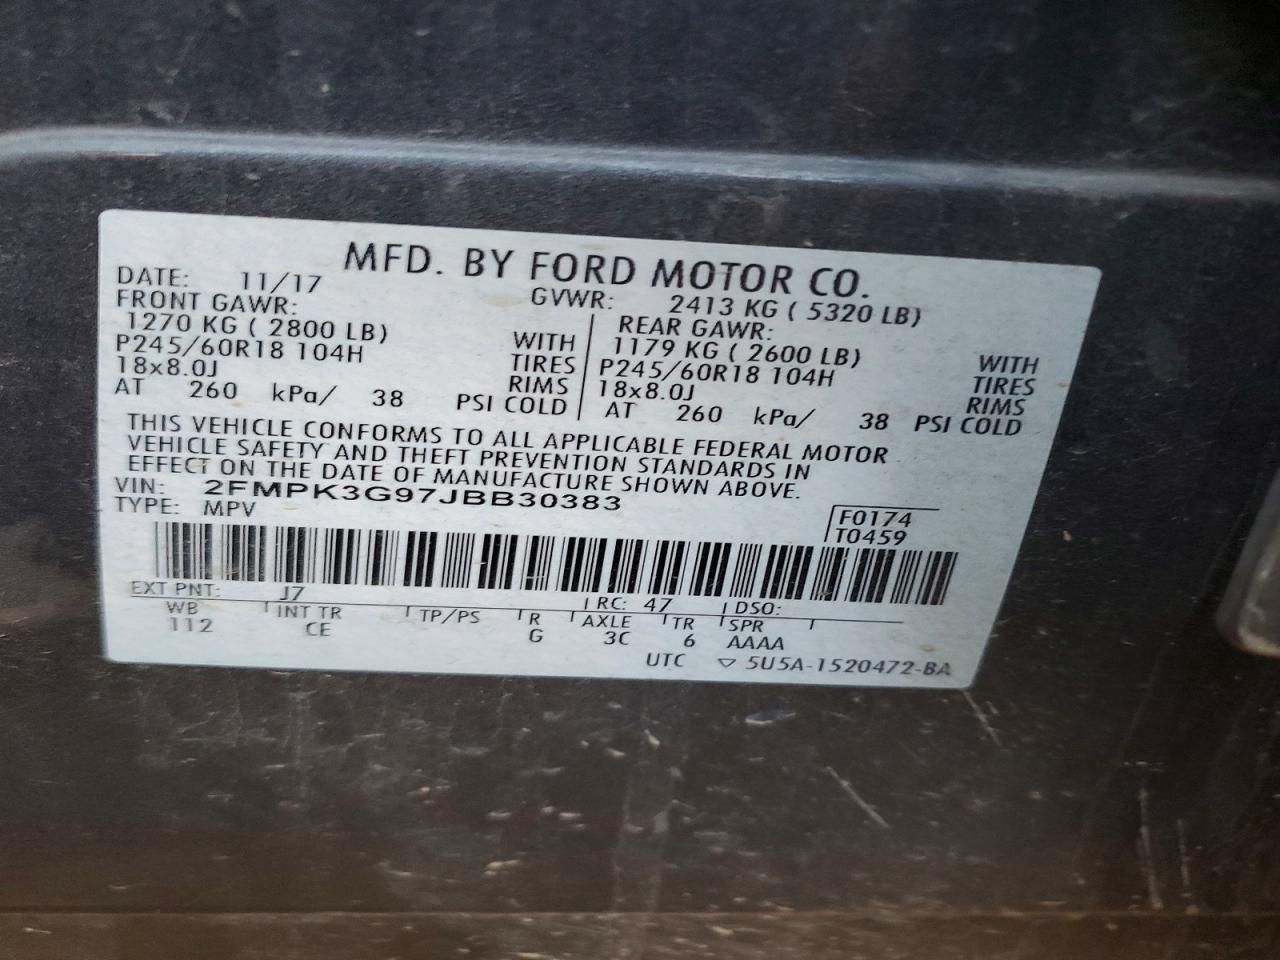 MFD. BY FORD MOTOR CO.
DATE: 11/17 GVWR: 2413 KG ( 5320 LB)
FRONT GAWR: REAR GAWR:
1270 KG ( 2800 LB) WITH 1179 KG ( 2600 LB) WITH
P245/60R18 104H TIRES P245/60R18 104H TIRES
18x8.0J RIMS 18x8.0J RIMS
AT 260 kPa/ 38 PSI COLD AT 260 kPa/ 38 PSI COLD
THIS VEHICLE CONFORMS TO ALL APPLICABLE FEDERAL MOTOR
VEHICLE SAFETY AND THEFT PREVENTION STANDARDS IN
EFFECT ON THE DATE OF MANUFACTURE SHOWN ABOVE.
VIN: 2FMPK3G97JBB30383
TYPE: MPV F0174
T0459
EXT PNT: J7 RC: 47 DSO:
WB INT TR TP/PS R AXLE TR SPR
112 CE G 3C 6 AAAA
UTC ▽ 5U5A-1520472-BA